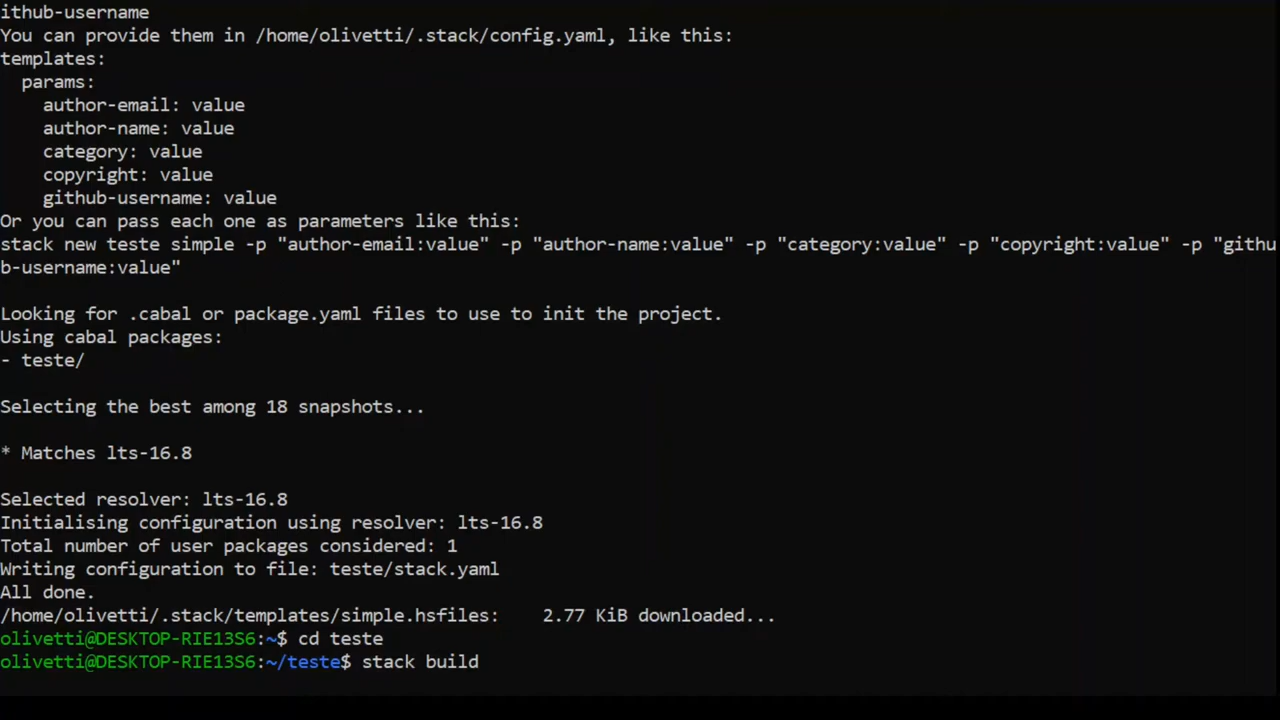 ithub-username
You can provide them in /home/olivetti/.stack/config.yaml, like this:
templates:
  params:
    author-email: value
    author-name: value
    category: value
    copyright: value
    github-username: value
Or you can pass each one as parameters like this:
stack new teste simple -p "author-email:value" -p "author-name:value" -p "category:value" -p "copyright:value" -p "githu
b-username:value"

Looking for .cabal or package.yaml files to use to init the project.
Using cabal packages:
- teste/

Selecting the best among 18 snapshots...

* Matches lts-16.8

Selected resolver: lts-16.8
Initialising configuration using resolver: lts-16.8
Total number of user packages considered: 1
Writing configuration to file: teste/stack.yaml
All done.
/home/olivetti/.stack/templates/simple.hsfiles:    2.77 KiB downloaded...
olivetti@DESKTOP-RIE13S6:~$ cd teste
olivetti@DESKTOP-RIE13S6:~/teste$ stack build